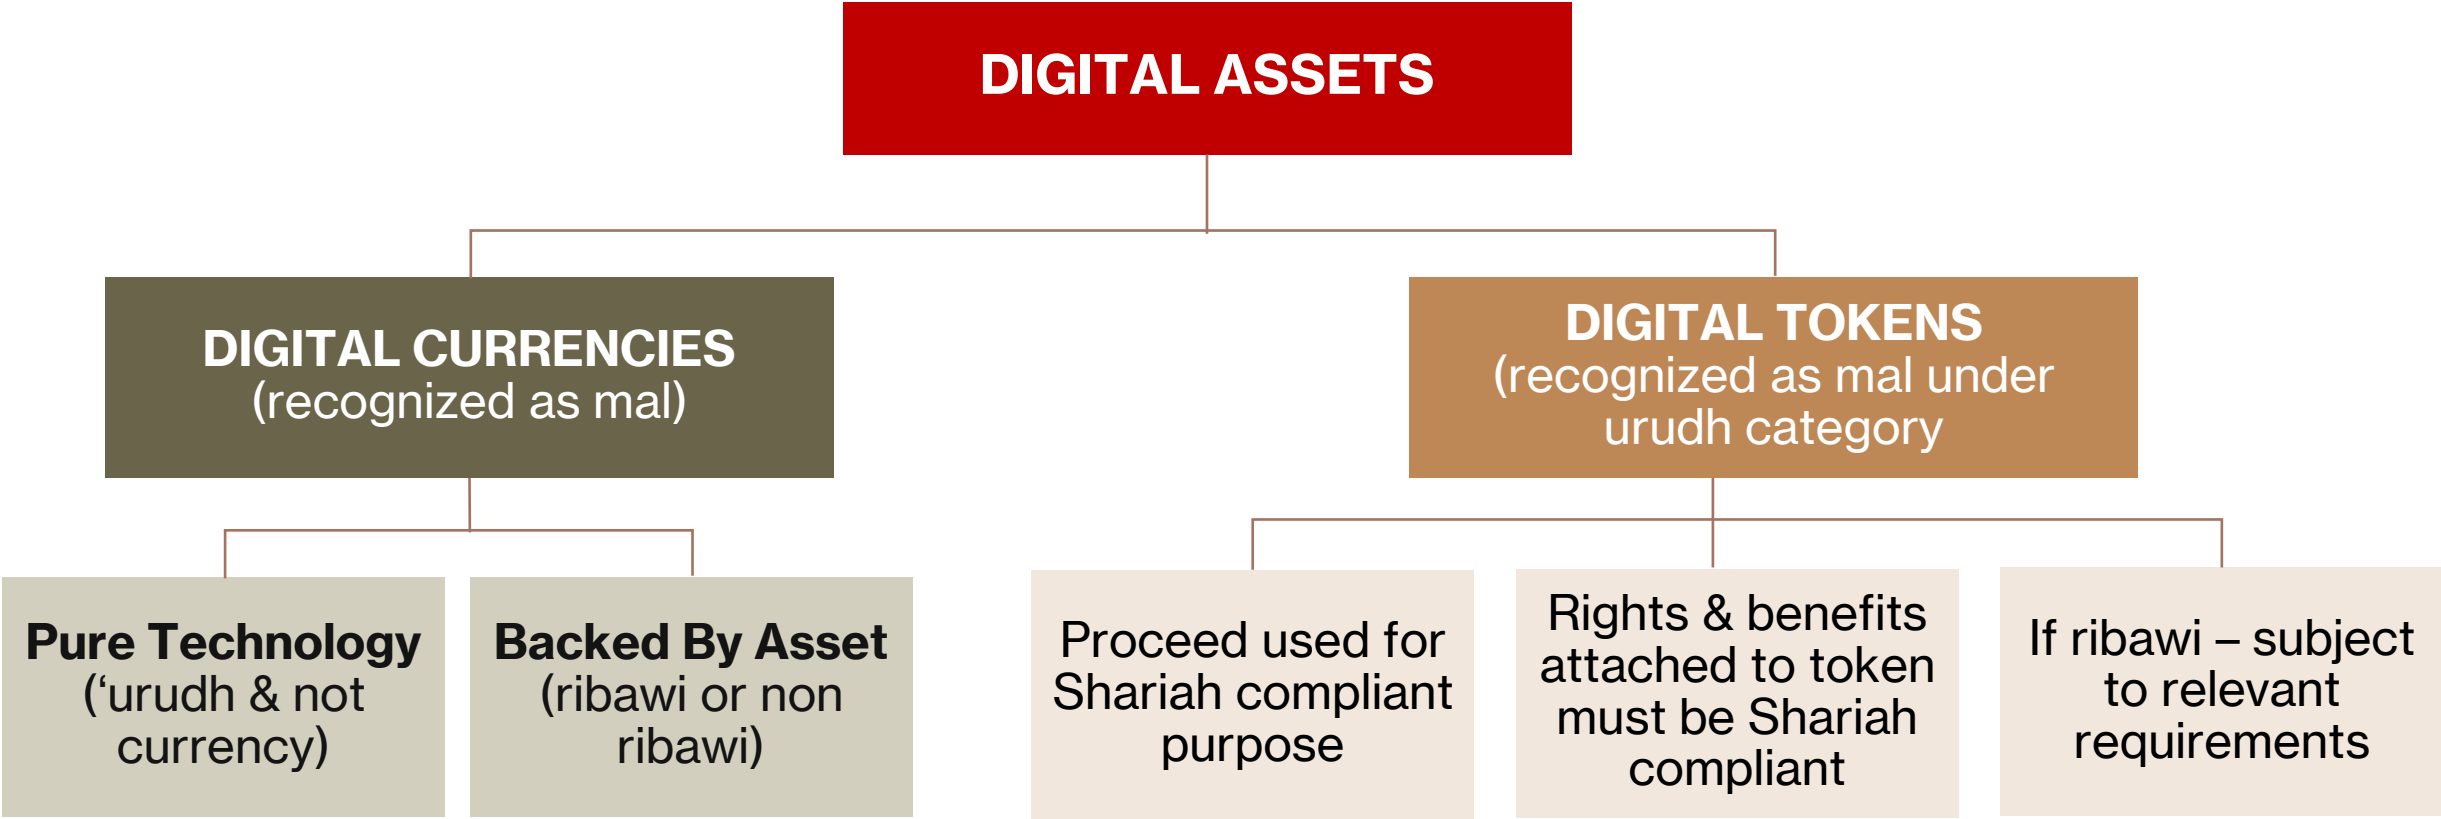 DIGITAL ASSETS
DIGITAL CURRENCIES
(recognized as mal)
DIGITAL TOKENS
(recognized as mal under
urudh category
Pure Technology
(‘urudh & not
currency)
Backed By Asset
(ribawi or non
ribawi)
Proceed used for
Shariah compliant
purpose
Rights & benefits
attached to token
must be Shariah
compliant
If ribawi – subject
to relevant
requirements